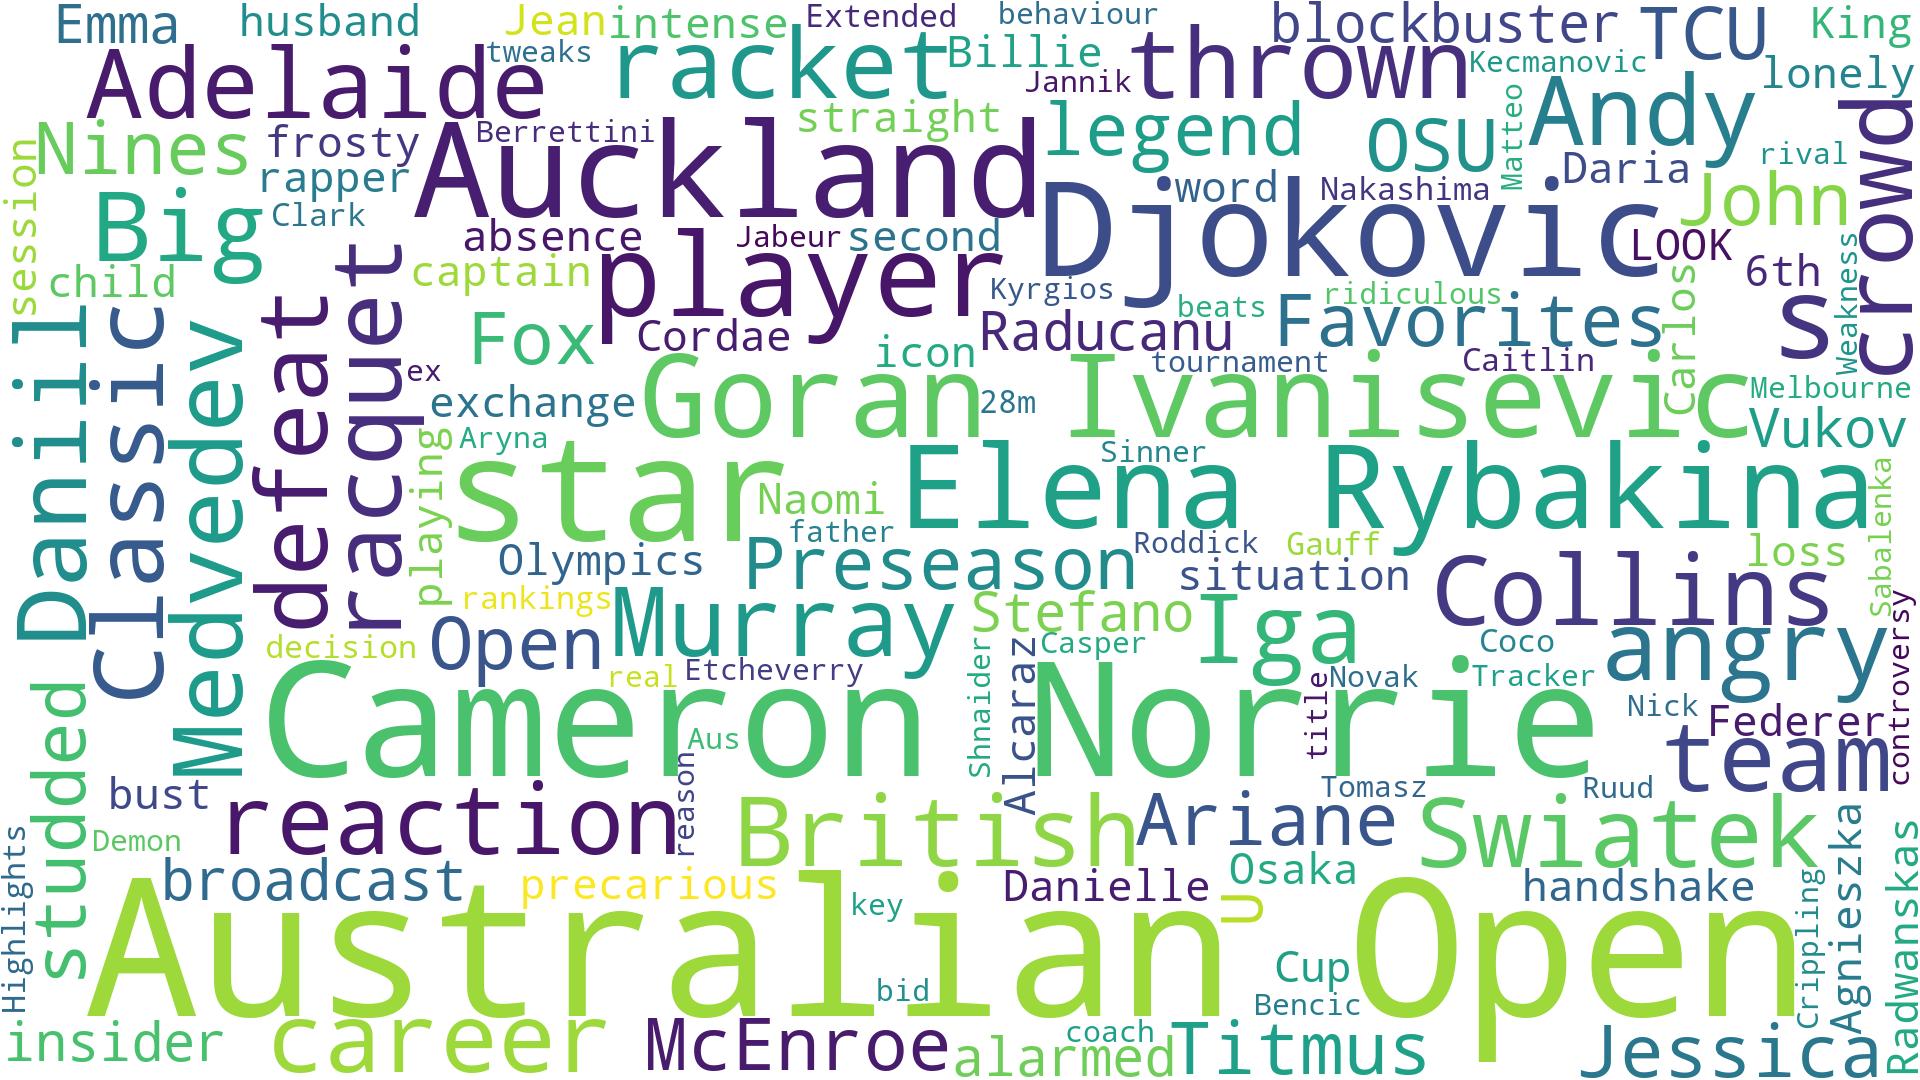 Emma
husband
Jean
intense
Extended
behaviour
blockbuster
TCU
King
tweaks
racket
Billie
thrown
Kecmanovic
lonely
Adelaide
Jannik
Andy
crowd
Nines
frosty
Berrettini
straight
legend
OSU
Matteo
Daria
rival
session
rapper
Auckland
word
Nakashima
John
Big
Clark
absence
Jabeur
second
Djokovic
LOOK
child
captain
player
Kyrgios
beats
ridiculous
6th
s
Weakness
Daniil
Classic
Medvedev
defeat
racquet
Fox
Cordae
icon
Raducanu
Favorites
Carlos
ex
exchange
Goran Ivanisevic
28m
tournament
Caitlin
Melbourne
Vukov
playing
Aryna
star
Naomi
Elena Rybakina
Sinner
Sabalenka
father
Olympics
Preseason
Roddick
Gauff
situation
loss
rankings
Murray
Stefano
Iga
Collins
decision
Open
real
Etcheverry
Shnaider
Alcaraz
Casper
Coco
angry
controversy
studded
Cameron Norrie
Aus
title
Novak
Tracker
Nick
Federer
team
bust
reaction
reason
British
Ariane
Tomasz
Ruud
Swiatek
Demon
Highlights
broadcast
precarious
key
Danielle
U
Osaka
handshake
Crippling
Agnieszka
Radwanskas
Australian Open
bid
Cup
Bencic
insider
career
McEnroe
coach
alarmed
Titmus
Jessica